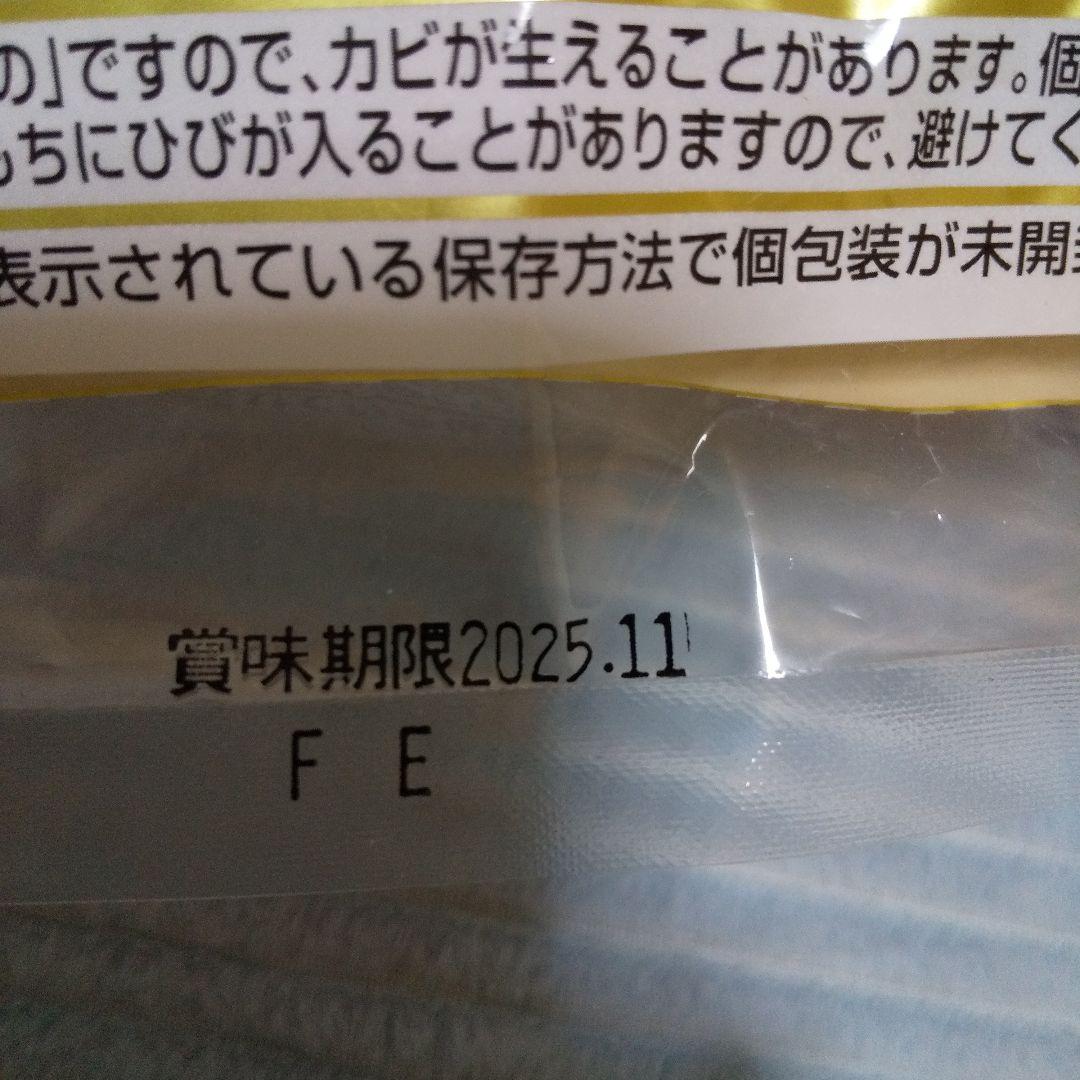 の」ですので、カビが生えることがあります。個
もちにひびが入ることがありますので、避けてく
表示されている保存方法で個包装が未開封
賞味期限2025.11
F E